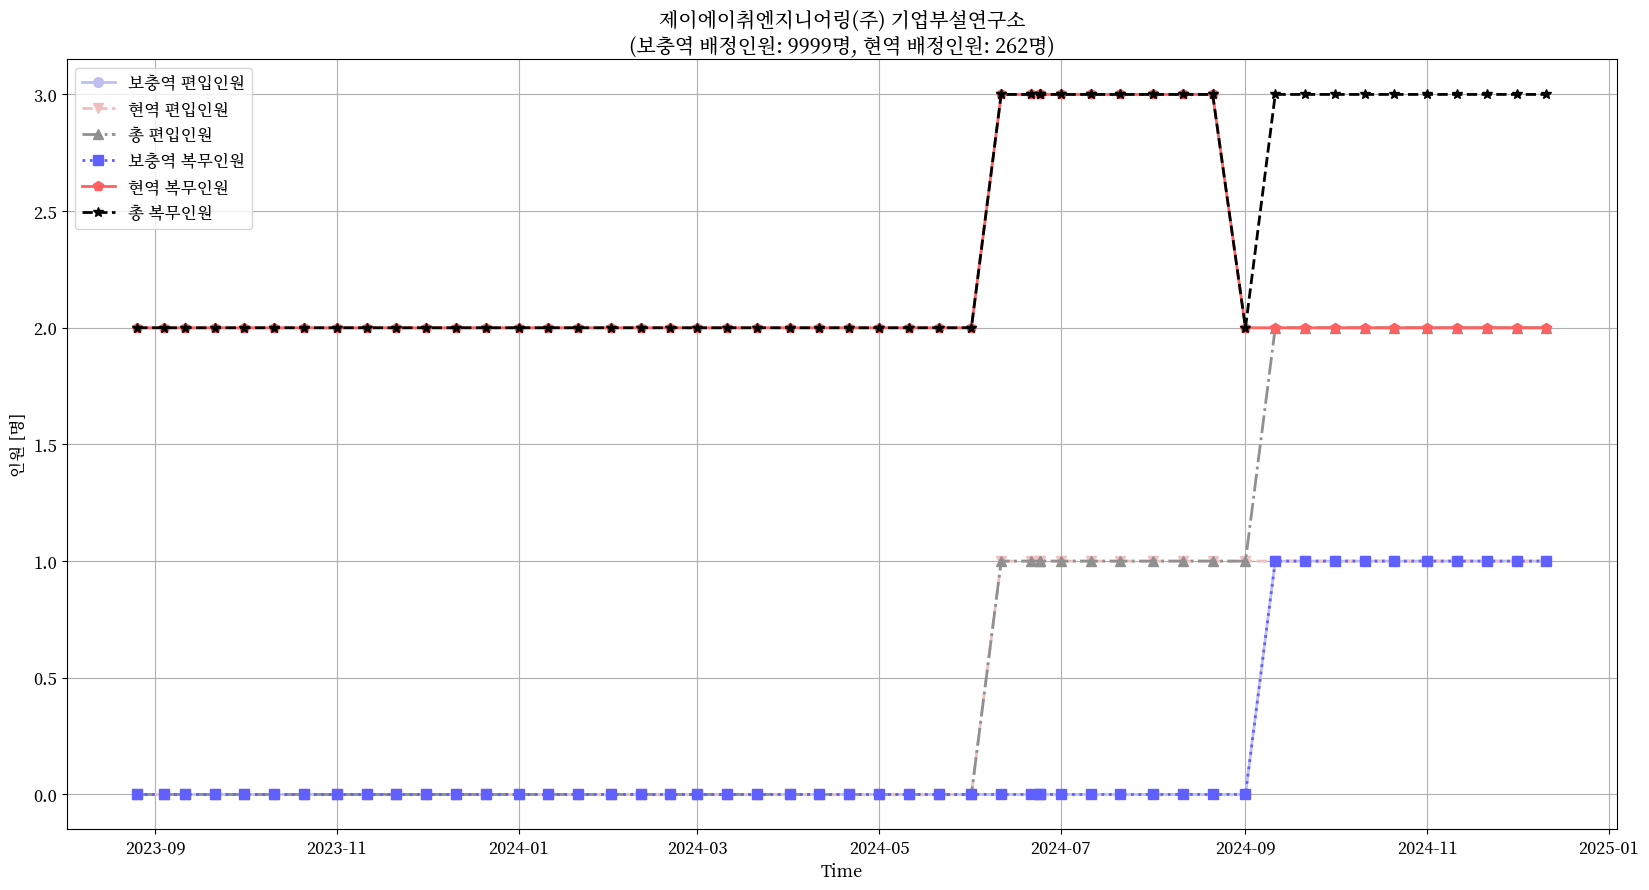 제이에이취엔지니어링(주) 기업부설연구소
(보충역 배정인원: 9999명, 현역 배정인원: 262명)
보충역 편입인원
현역 편입인원
총 편입인원
보충역 복무인원
현역 복무인원
총 복무인원
3.0
2.5
2.0
1.5
1.0
0.5
0.0
인원 [명]
2023-09
2023-11
2024-01
2024-03
2024-05
2024-07
2024-09
2024-11
2025-01
Time